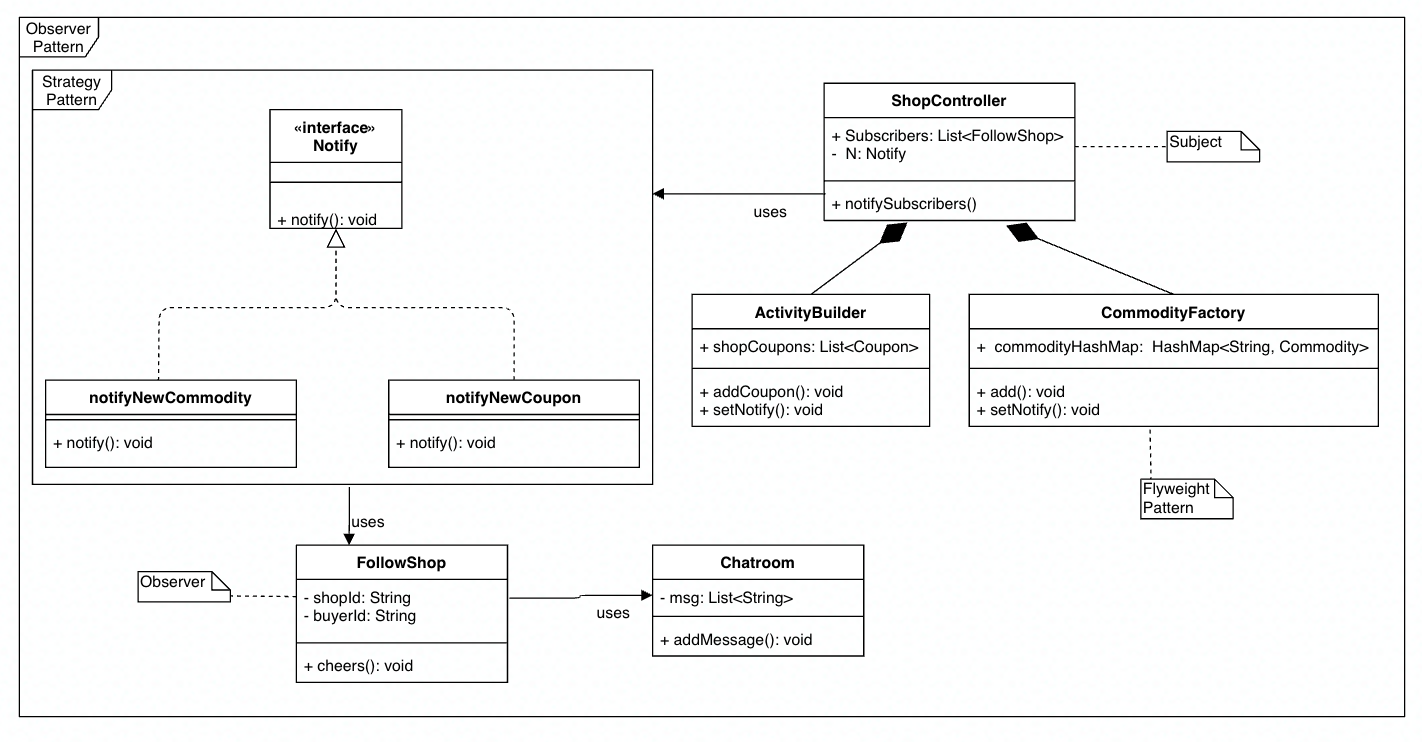 Observer
Pattern
Strategy
Pattern
«interface»
Notify
+ notify(): void
notifyNewCommodity
+ notify(): void
notifyNewCoupon
+ notify(): void
ShopController
+ Subscribers: List<FollowShop>
- N: Notify
+ notifySubscribers()
Subject
uses
ActivityBuilder
+ shopCoupons: List<Coupon>
+ addCoupon(): void
+ setNotify(): void
CommodityFactory
+ commodityHashMap: HashMap<String, Commodity>
+ add(): void
+ setNotify(): void
Flyweight
Pattern
uses
Observer
FollowShop
- shopId: String
- buyerId: String
+ cheers(): void
uses
Chatroom
- msg: List<String>
+ addMessage(): void